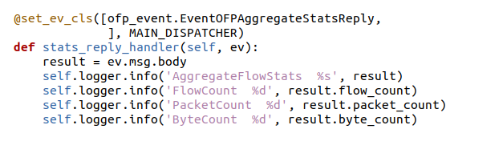 @set_ev_cls([ofp_event.EventOFPAggregateStatsReply,
             ], MAIN_DISPATCHER)
def stats_reply_handler(self, ev):
    result = ev.msg.body
    self.logger.info('AggregateFlowStats  %s', result)
    self.logger.info('FlowCount  %d', result.flow_count)
    self.logger.info('PacketCount  %d', result.packet_count)
    self.logger.info('ByteCount  %d', result.byte_count)